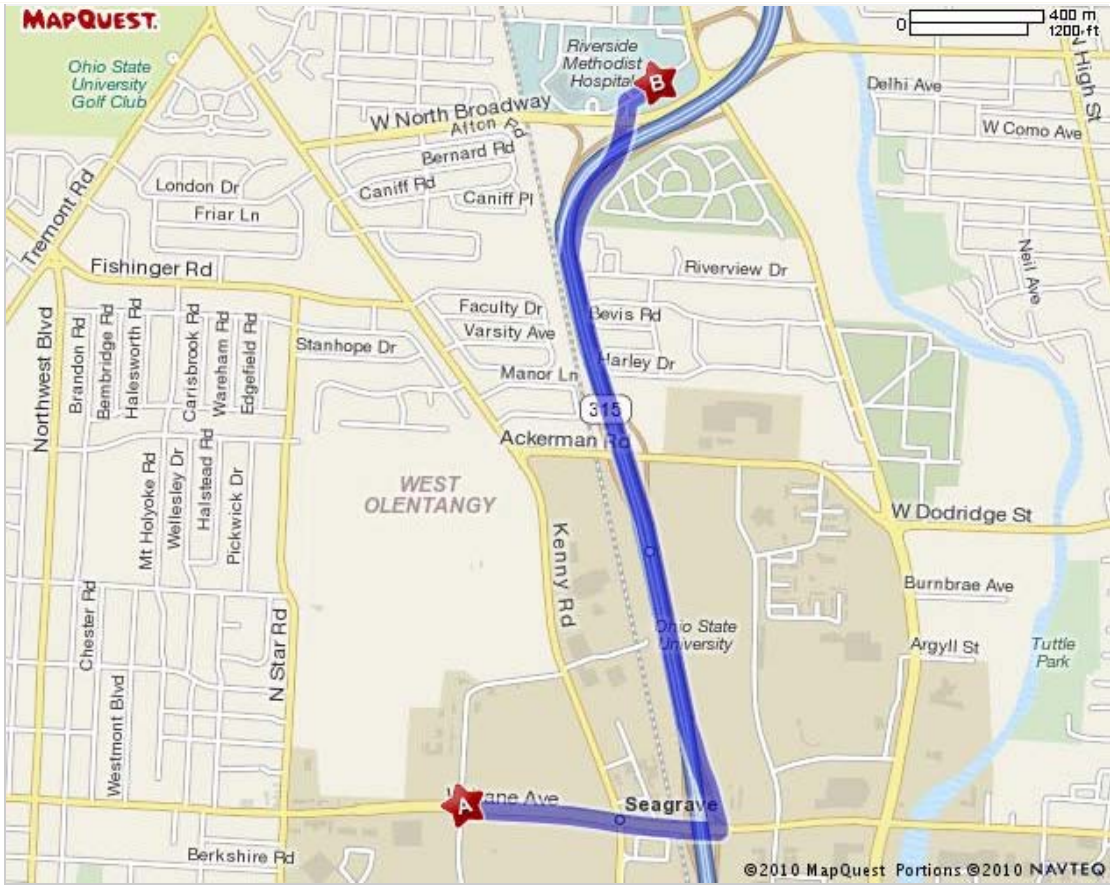 MAPQUEST.
0
400 m
1200 ft
Ohio State
University
Golf Club
Riverside
Methodist
Hospital
B
N High St
Delhi Ave
W North Broadway
W Como Ave
Afton Rd
Bernard Rd
Caniff Rd
Caniff Pl
London Dr
Friar Ln
Tremont Rd
Neil Ave
Fishinger Rd
Riverview Dr
Faculty Dr
Bevis Rd
Varsity Ave
Stanhope Dr
Harley Dr
Manor Ln
Northwest Blvd
Brandon Rd
Bembridge Rd
Halesworth Rd
Carisbrook Rd
Wareham Rd
Edgefield Rd
315
Ackerman Rd
WEST
OLENTANGY
Mt Holyoke Rd
Wellesley Dr
Halstead Rd
Pickwick Dr
W Dodridge St
Kenny Rd
Burnbrae Ave
Chester Rd
N Star Rd
Ohio State
University
Argyll St
Tuttle
Park
Westmont Blvd
A
ane Ave
Seagrave
Berkshire Rd
©2010 MapQuest Portions ©2010 NAVTEQ